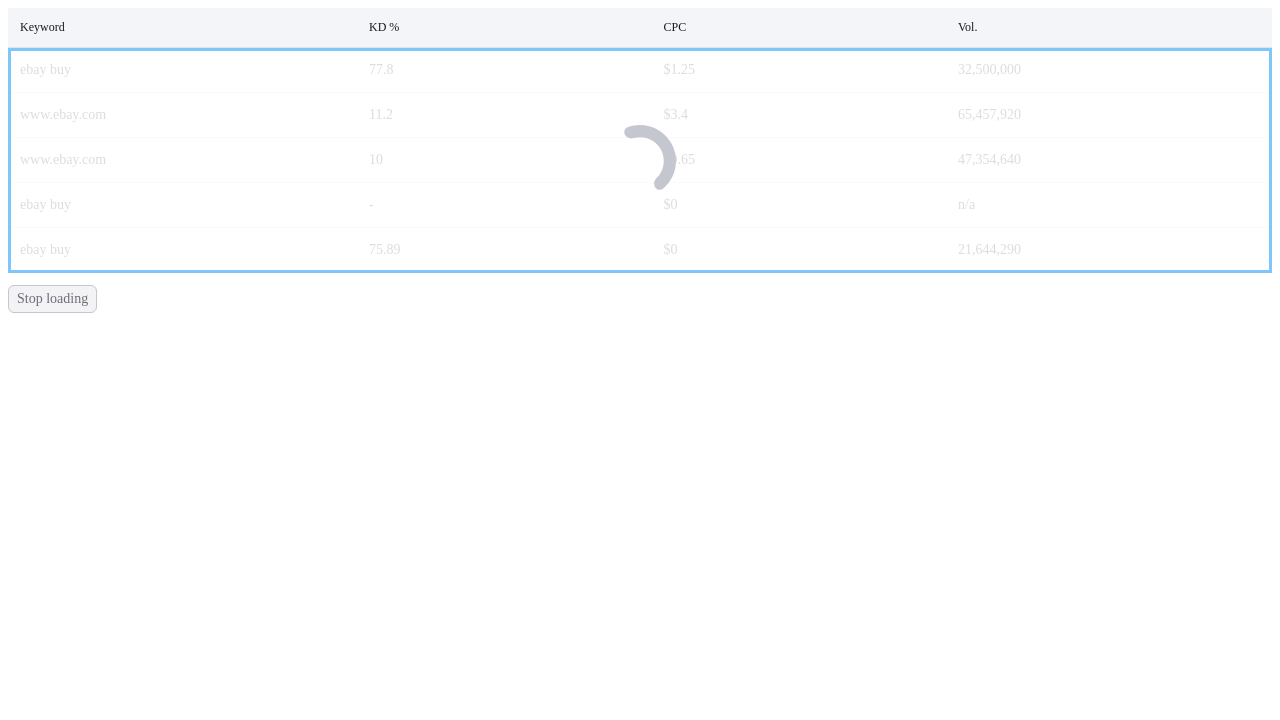 Keyword KD % CPC Vol.
ebay buy 77.8 $1.25 32,500,000
www.ebay.com 11.2 $3.4 65,457,920
www.ebay.com 10 .65 47,354,640
ebay buy - $0 n/a
ebay buy 75.89 $0 21,644,290
Stop loading